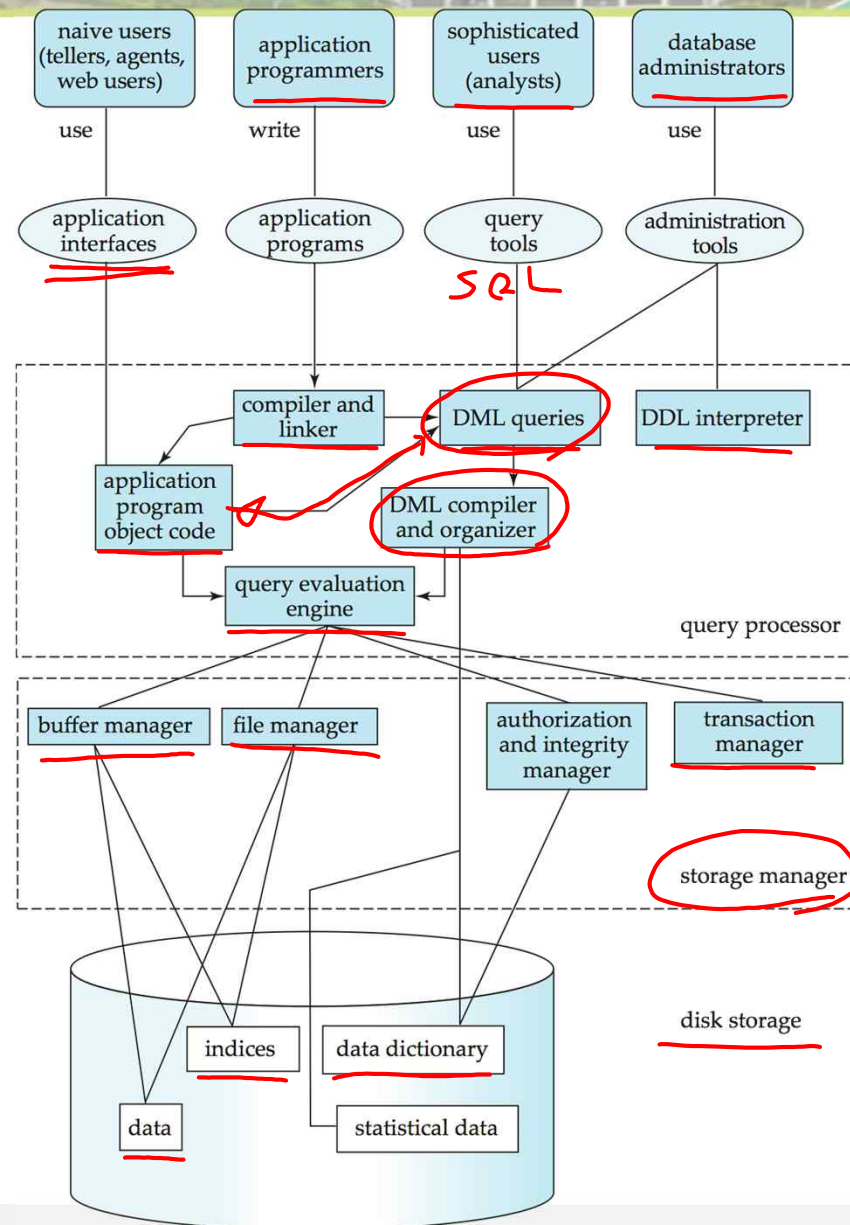 naive users
(tellers, agents,
web users)
application
programmers
sophisticated
users
(analysts)
database
administrators
use
write
use
use
application
interfaces
application
programs
query
tools
administration
tools
SQL
compiler and
linker
DML queries
DDL interpreter
application
program
object code
DML compiler
and organizer
query evaluation
engine
query processor
buffer manager
file manager
authorization
and integrity
manager
transaction
manager
storage manager
disk storage
indices
data dictionary
data
statistical data